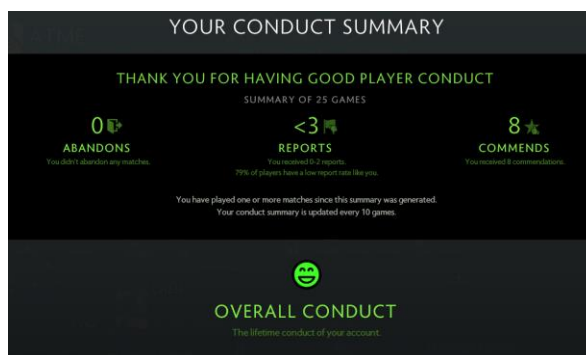 YOUR CONDUCT SUMMARY
THANK YOU FOR HAVING GOOD PLAYER CONDUCT
SUMMARY OF 25 GAMES
0
<3
8
ABANDONS
REPORTS
COMMENDS
You didn't abandon any matches.
You received 0-2 reports.
You received 8 commendations.
79% of players have a low report rate like you.
You have played one or more matches since this summary was generated.
Your conduct summary is updated every 10 games.
OVERALL CONDUCT
The lifetime conduct of your account.